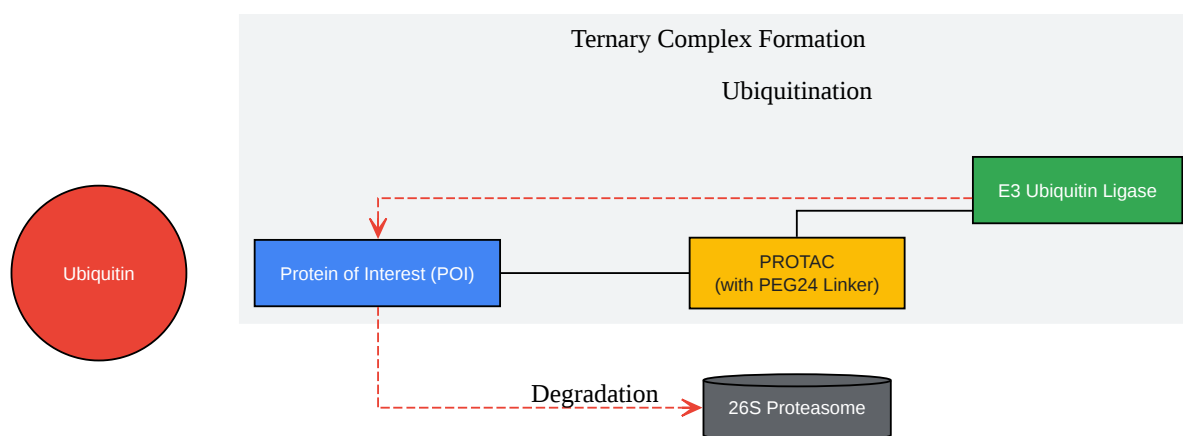 Ternary Complex Formation
Ubiquitination
E3 Ubiquitin Ligase
Ubiquitin
Protein of Interest (POI)
PROTAC
(with PEG24 Linker)
Degradation
26S Proteasome